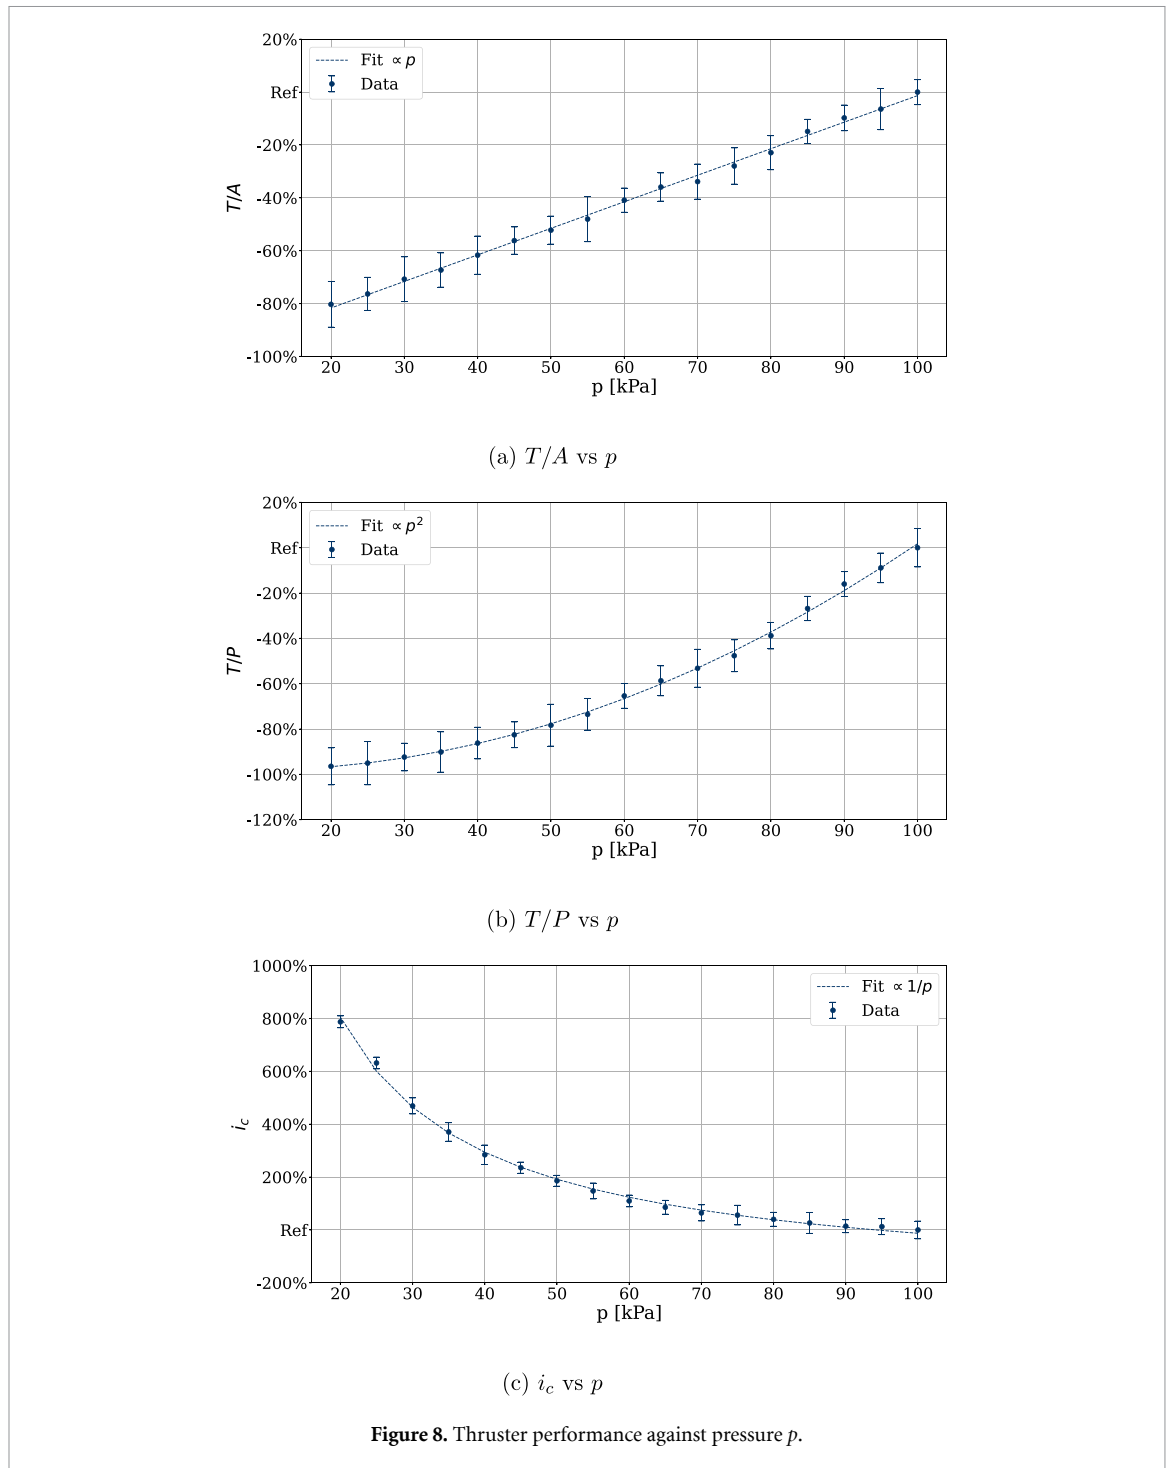 20%
Ref
-20%
-40%
-60%
-80%
-100%
T/A
Fit ∝ p
Data
20 30 40 50 60 70 80 90 100
p [kPa]
(a) T/A vs p
20%
Ref
-20%
-40%
-60%
-80%
-100%
-120%
T/P
Fit ∝ p²
Data
20 30 40 50 60 70 80 90 100
p [kPa]
(b) T/P vs p
1000%
800%
600%
400%
200%
Ref
-200%
i_c
Fit ∝ 1/p
Data
20 30 40 50 60 70 80 90 100
p [kPa]
(c) i_c vs p
Figure 8. Thruster performance against pressure p.